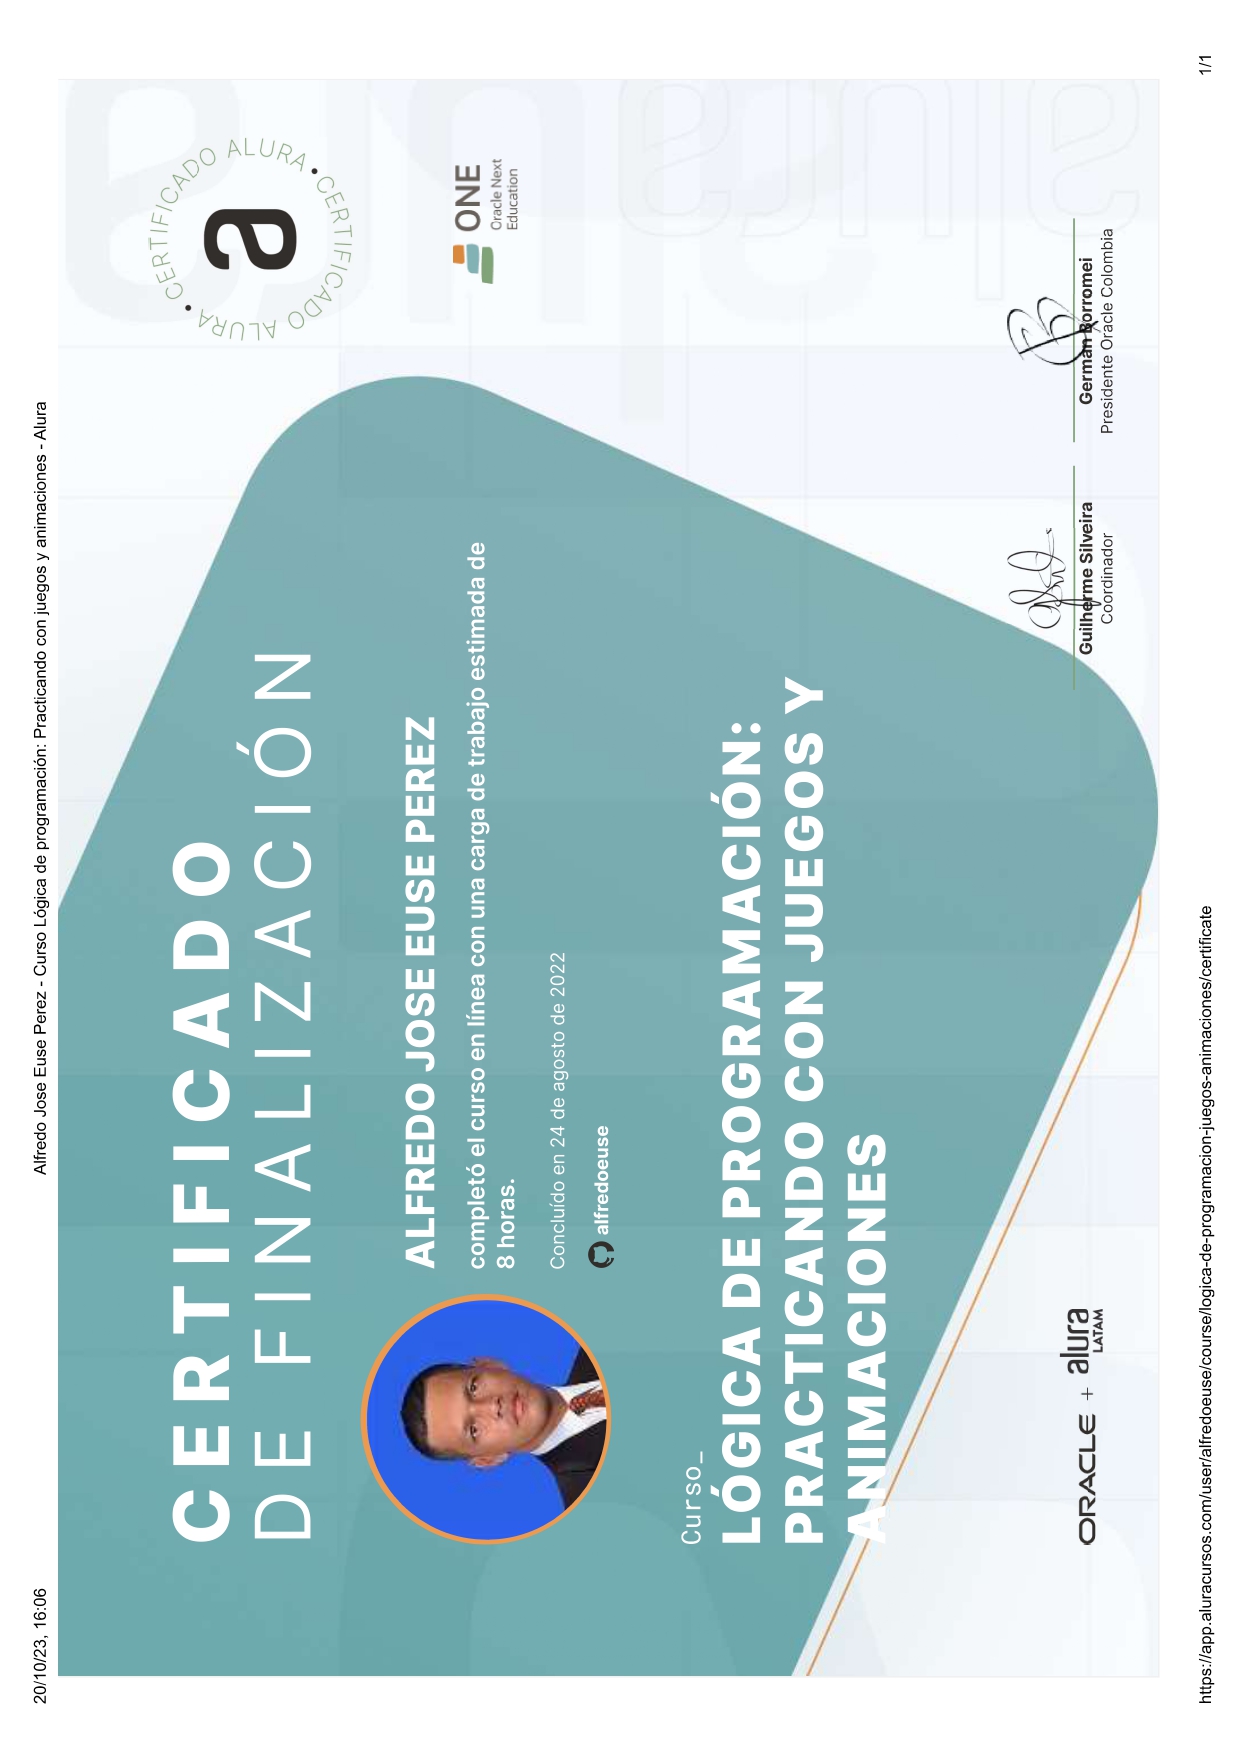 20/10/23, 16:06
Alfredo Jose Euse Perez - Curso Lógica de programación: Practicando con juegos y animaciones - Alura
CERTIFICADO
DE FINALIZACIÓN
CERTIFICADO ALURA • CERTIFICADO ALURA •
a
ALFREDO JOSE EUSE PEREZ
completó el curso en línea con una carga de trabajo estimada de
8 horas.
Concluído en 24 de agosto de 2022
alfredoeuse
ONE
Oracle Next
Education
Curso_
LÓGICA DE PROGRAMACIÓN:
PRACTICANDO CON JUEGOS Y
ANIMACIONES
ORACLE + alura
LATAM
Guilherme Silveira
Coordinador
German Borromei
Presidente Oracle Colombia
https://app.aluracursos.com/user/alfredoeuse/course/logica-de-programacion-juegos-animaciones/certificate
1/1